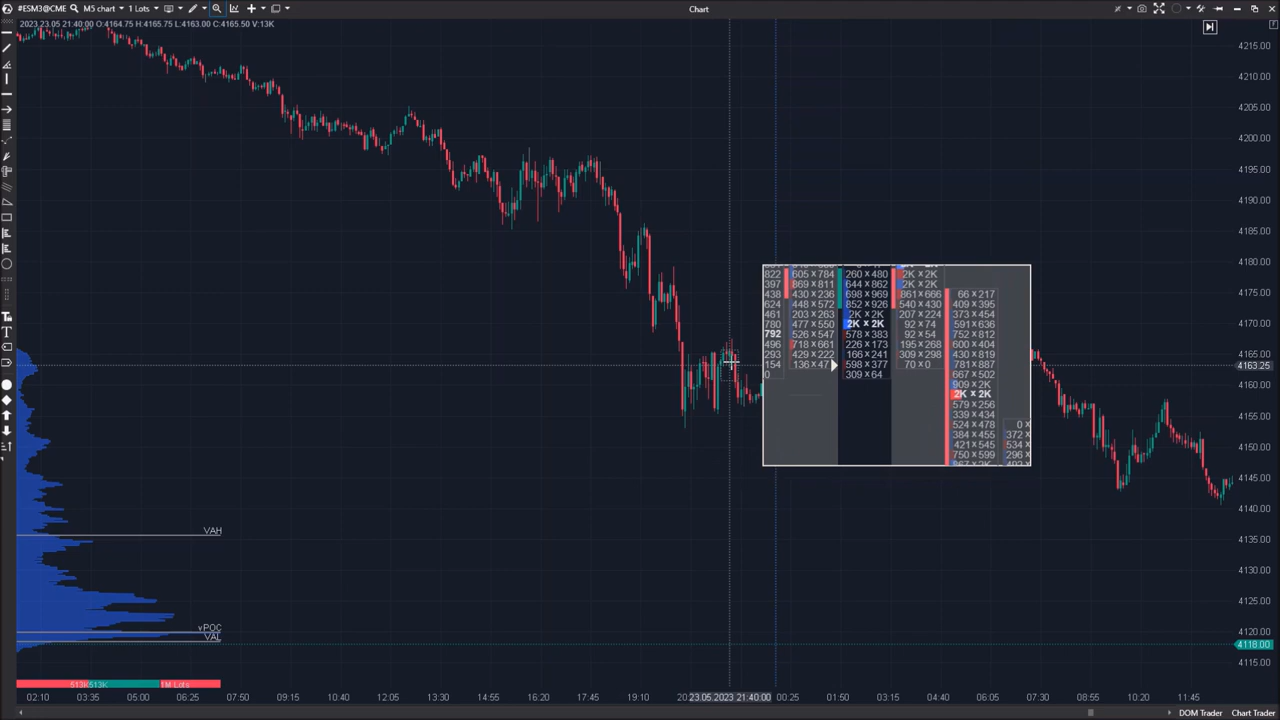 #ESM3@CME M5 chart 1 Lots Chart
2023.23.05 21:40:00 O:4164.75 H:4165.75 L:4163.00 C:4165.50 V:13K
4215.00
4210.00
4205.00
4200.00
4195.00
4190.00
4185.00
4180.00
4175.00
4170.00
4165.00
4163.25
4160.00
4155.00
4150.00
4145.00
4140.00
4135.00
4130.00
4125.00
4120.00
4118.00
4115.00
822 605 x 784 260 x 480 2K x 2K
397 869 x 811 644 x 862 2K x 2K
438 430 x 236 698 x 969 861 x 666 66 x 217
624 448 x 572 852 x 926 540 x 430 409 x 395
461 203 x 263 2K x 2K 207 x 224 373 x 454
780 477 x 550 2K x 2K 92 x 74 591 x 636
792 526 x 547 578 x 383 92 x 54 752 x 812
496 718 x 661 226 x 173 195 x 268 600 x 404
293 429 x 222 166 x 241 309 x 298 430 x 819
154 136 x 47 598 x 377 70 x 0 781 x 887
0 309 x 64 667 x 502
909 x 2K
2K x 2K
579 x 256
339 x 434
524 x 478 0 x
384 x 455 372 x
421 x 545 534 x
750 x 599 296 x
VAH
vPOC
VAL
513K 513K 1M Lots
02:10 03:35 05:00 06:25 07:50 09:15 10:40 12:05 13:30 14:55 16:20 17:45 19:10 20: 23.05.2023 21:40:00 00:25 01:50 03:15 04:40 06:05 07:30 08:55 10:20 11:45
DOM Trader Chart Trader